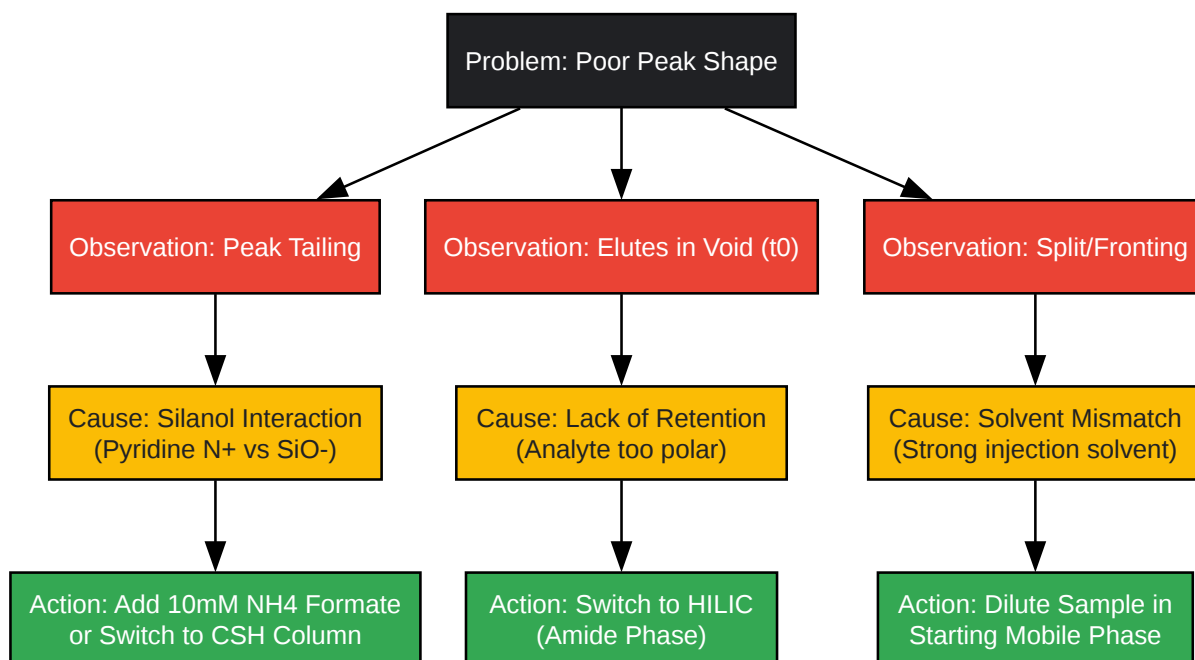 Problem: Poor Peak Shape
Observation: Peak Tailing
Observation: Elutes in Void (t0)
Observation: Split/Fronting
Cause: Silanol Interaction
(Pyridine N+ vs SiO-)
Cause: Lack of Retention
(Analyte too polar)
Cause: Solvent Mismatch
(Strong injection solvent)
Action: Add 10mM NH4 Formate
or Switch to CSH Column
Action: Switch to HILIC
(Amide Phase)
Action: Dilute Sample in
Starting Mobile Phase